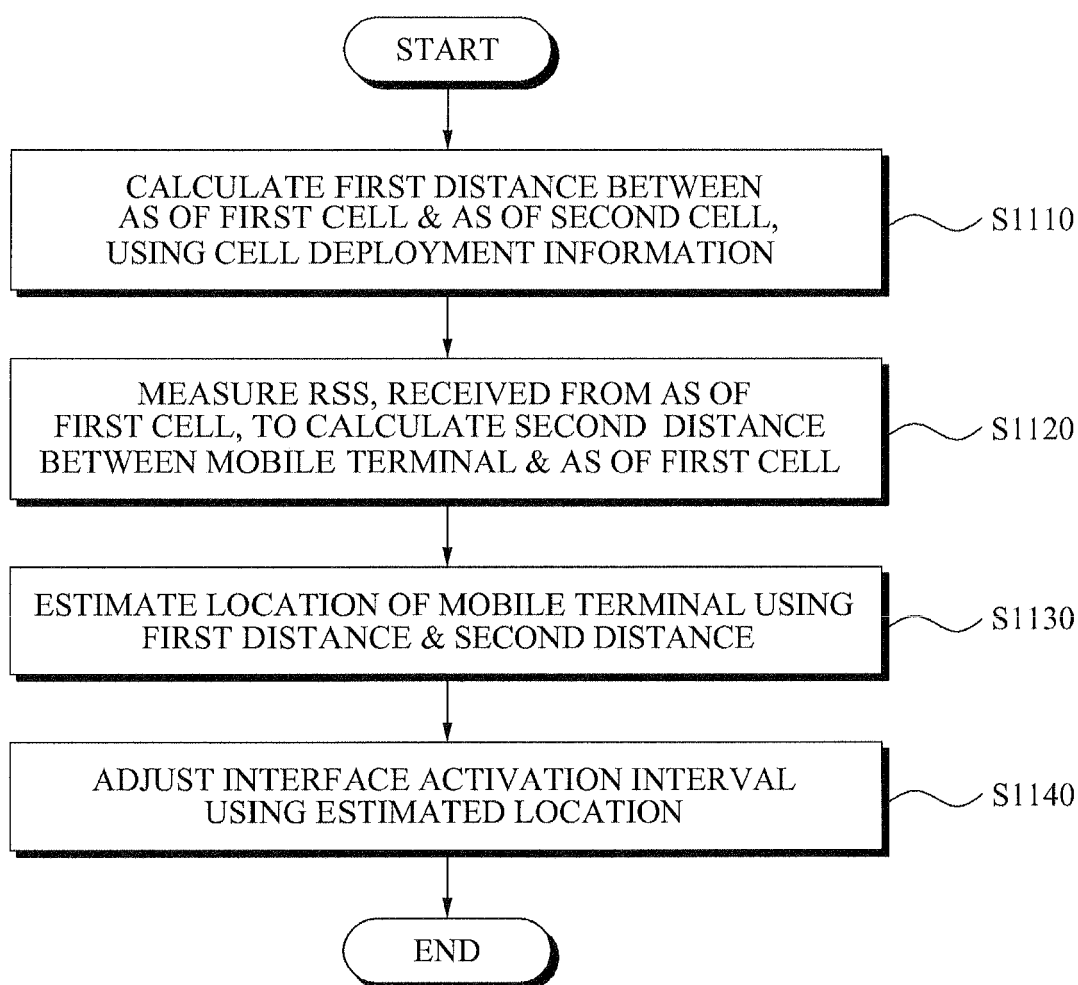 START
CALCULATE FIRST DISTANCE BETWEEN
AS OF FIRST CELL & AS OF SECOND CELL,
USING CELL DEPLOYMENT INFORMATION
S1110
MEASURE RSS, RECEIVED FROM AS OF
FIRST CELL, TO CALCULATE SECOND DISTANCE
BETWEEN MOBILE TERMINAL & AS OF FIRST CELL
S1120
ESTIMATE LOCATION OF MOBILE TERMINAL USING
FIRST DISTANCE & SECOND DISTANCE
S1130
ADJUST INTERFACE ACTIVATION INTERVAL
USING ESTIMATED LOCATION
S1140
END